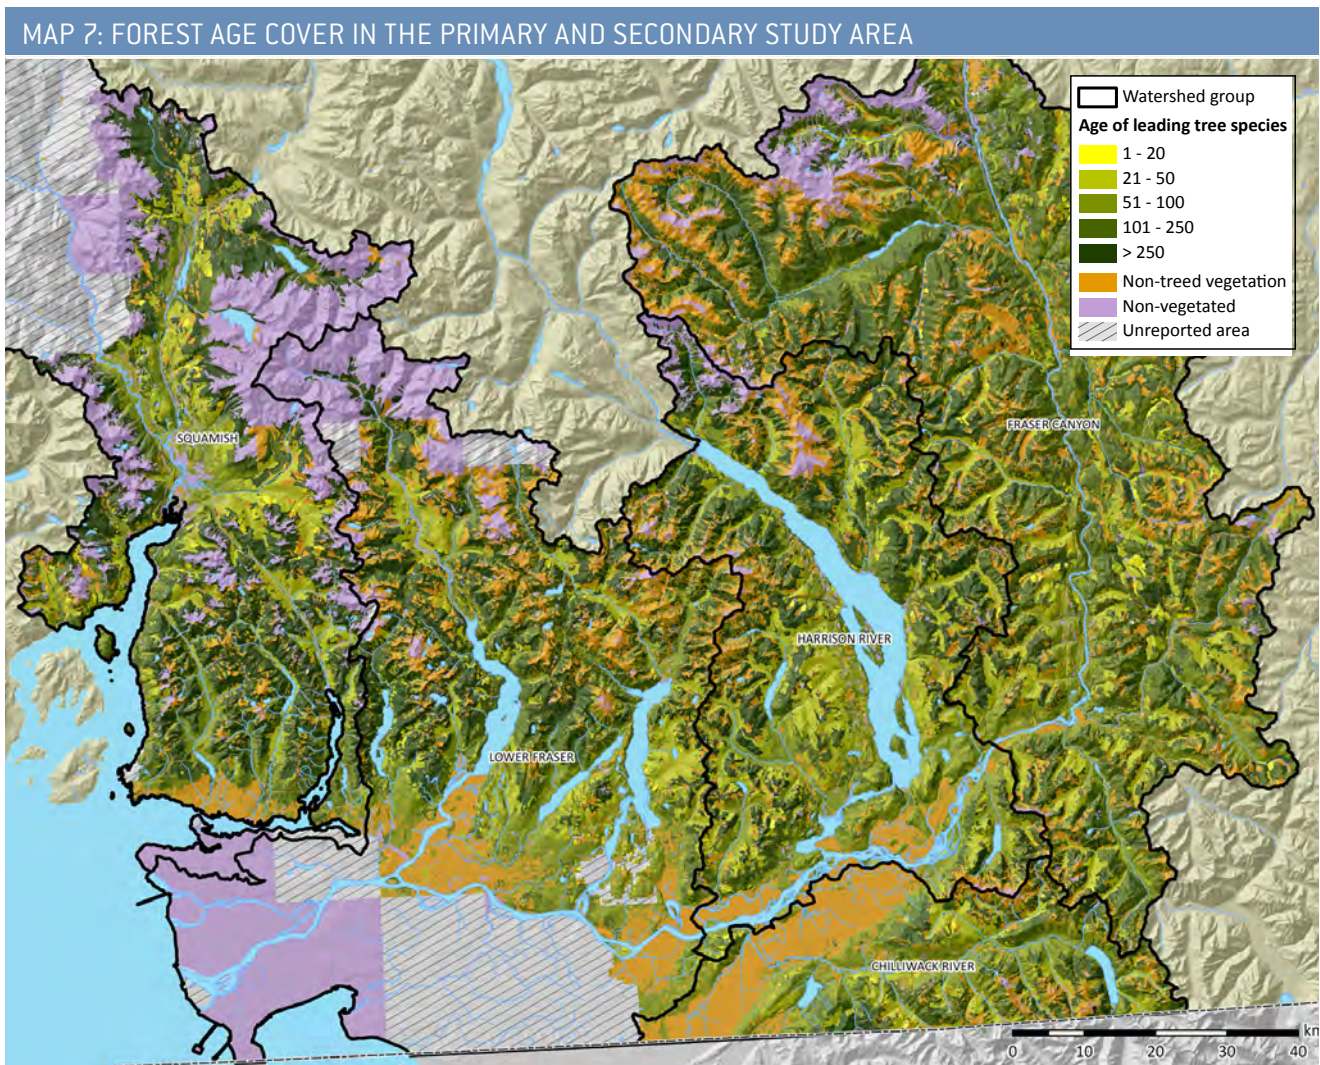 MAP 7: FOREST AGE COVER IN THE PRIMARY AND SECONDARY STUDY AREA
Watershed group
Age of leading tree species
1 - 20
21 - 50
51 - 100
101 - 250
> 250
Non-treed vegetation
Non-vegetated
Unreported area
FRASER CANYON
SQUAMISH
HARRISON RIVER
LOWER FRASER
CHILLIWACK RIVER
km
0 10 20 30 40